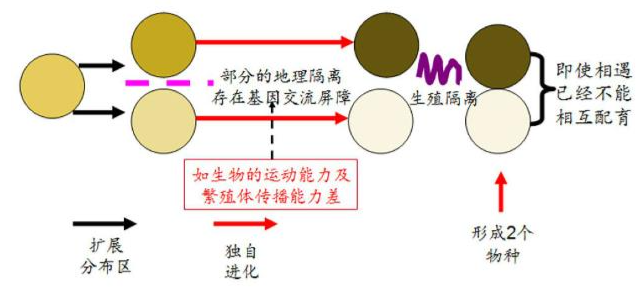 部分的地理隔离
存在基因交流屏障
生殖隔离
即使相遇
已经不能
相互配育
如生物的运动能力及
繁殖体传播能力差
扩展
分布区
独自
进化
形成2个
物种